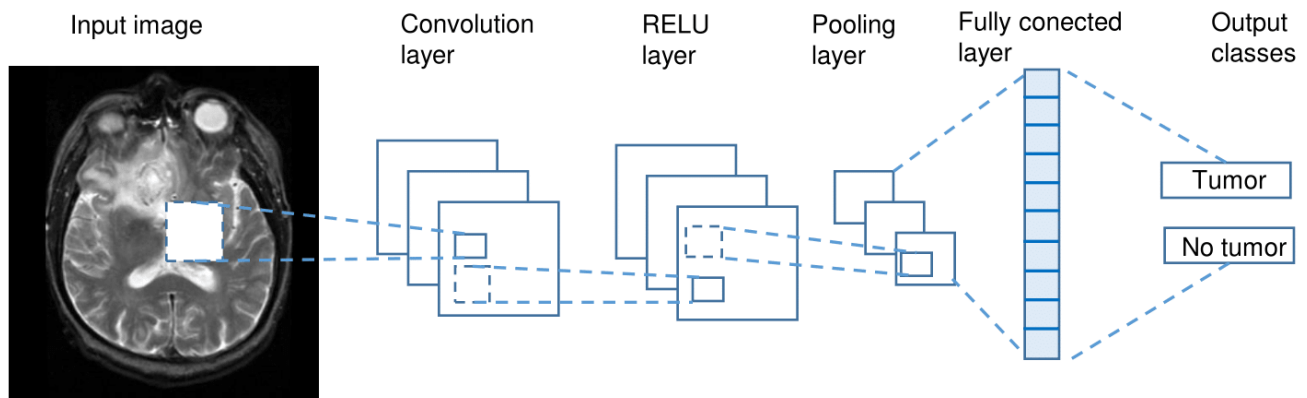 Input image
Convolution
layer
RELU
layer
Pooling
layer
Fully conected
layer
Output
classes
Tumor
No tumor